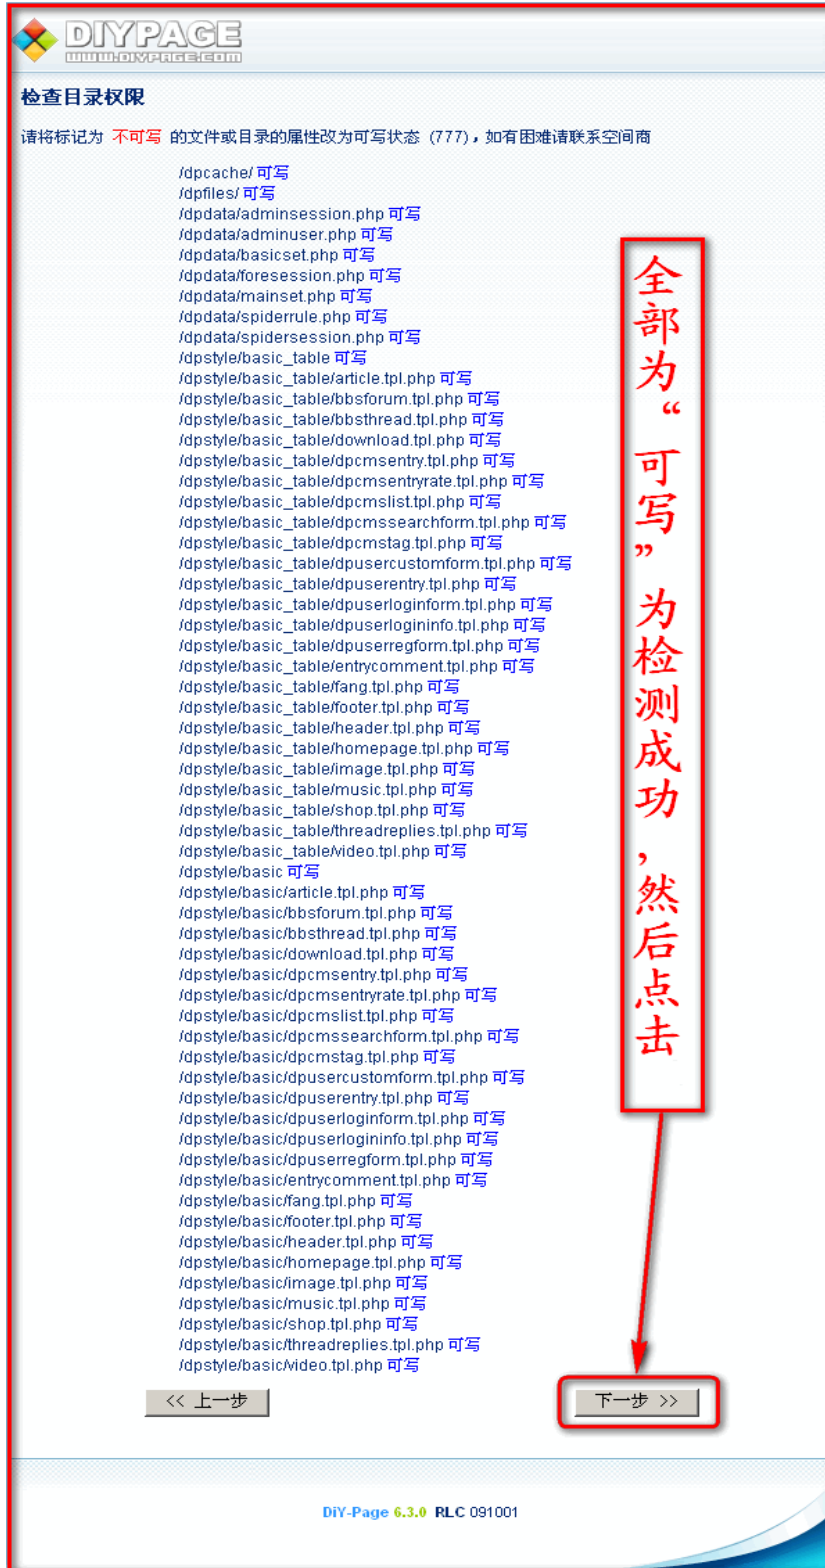 DIYPAGE
WWW.DIYPAGE.COM
检查目录权限
请将标记为 不可写 的文件或目录的属性改为可写状态 (777)，如有困难请联系空间商
/dpcache/ 可写
/dpfiles/ 可写
/dpdata/adminsession.php 可写
/dpdata/adminuser.php 可写
/dpdata/basicset.php 可写
/dpdata/foresession.php 可写
/dpdata/mainset.php 可写
/dpdata/spiderrule.php 可写
/dpdata/spidersession.php 可写
/dpstyle/basic_table 可写
/dpstyle/basic_table/article.tpl.php 可写
/dpstyle/basic_table/bbsforum.tpl.php 可写
/dpstyle/basic_table/bbsthread.tpl.php 可写
/dpstyle/basic_table/download.tpl.php 可写
/dpstyle/basic_table/dpcmsentry.tpl.php 可写
/dpstyle/basic_table/dpcmsentryrate.tpl.php 可写
/dpstyle/basic_table/dpcmslist.tpl.php 可写
/dpstyle/basic_table/dpcmssearchform.tpl.php 可写
/dpstyle/basic_table/dpcmstag.tpl.php 可写
/dpstyle/basic_table/dpusercustomform.tpl.php 可写
/dpstyle/basic_table/dpuserentry.tpl.php 可写
/dpstyle/basic_table/dpuserloginform.tpl.php 可写
/dpstyle/basic_table/dpuserlogininfo.tpl.php 可写
/dpstyle/basic_table/dpuserregform.tpl.php 可写
/dpstyle/basic_table/entrycomment.tpl.php 可写
/dpstyle/basic_table/fang.tpl.php 可写
/dpstyle/basic_table/footer.tpl.php 可写
/dpstyle/basic_table/header.tpl.php 可写
/dpstyle/basic_table/homepage.tpl.php 可写
/dpstyle/basic_table/image.tpl.php 可写
/dpstyle/basic_table/music.tpl.php 可写
/dpstyle/basic_table/shop.tpl.php 可写
/dpstyle/basic_table/threadreplies.tpl.php 可写
/dpstyle/basic_table/video.tpl.php 可写
/dpstyle/basic 可写
/dpstyle/basic/article.tpl.php 可写
/dpstyle/basic/bbsforum.tpl.php 可写
/dpstyle/basic/bbsthread.tpl.php 可写
/dpstyle/basic/download.tpl.php 可写
/dpstyle/basic/dpcmsentry.tpl.php 可写
/dpstyle/basic/dpcmsentryrate.tpl.php 可写
/dpstyle/basic/dpcmslist.tpl.php 可写
/dpstyle/basic/dpcmssearchform.tpl.php 可写
/dpstyle/basic/dpcmstag.tpl.php 可写
/dpstyle/basic/dpusercustomform.tpl.php 可写
/dpstyle/basic/dpuserentry.tpl.php 可写
/dpstyle/basic/dpuserloginform.tpl.php 可写
/dpstyle/basic/dpuserlogininfo.tpl.php 可写
/dpstyle/basic/dpuserregform.tpl.php 可写
/dpstyle/basic/entrycomment.tpl.php 可写
/dpstyle/basic/fang.tpl.php 可写
/dpstyle/basic/footer.tpl.php 可写
/dpstyle/basic/header.tpl.php 可写
/dpstyle/basic/homepage.tpl.php 可写
/dpstyle/basic/image.tpl.php 可写
/dpstyle/basic/music.tpl.php 可写
/dpstyle/basic/shop.tpl.php 可写
/dpstyle/basic/threadreplies.tpl.php 可写
/dpstyle/basic/video.tpl.php 可写
全部为“可写”为检测成功，然后点击
<< 上一步
下一步 >>
DiY-Page 6.3.0 RLC 091001